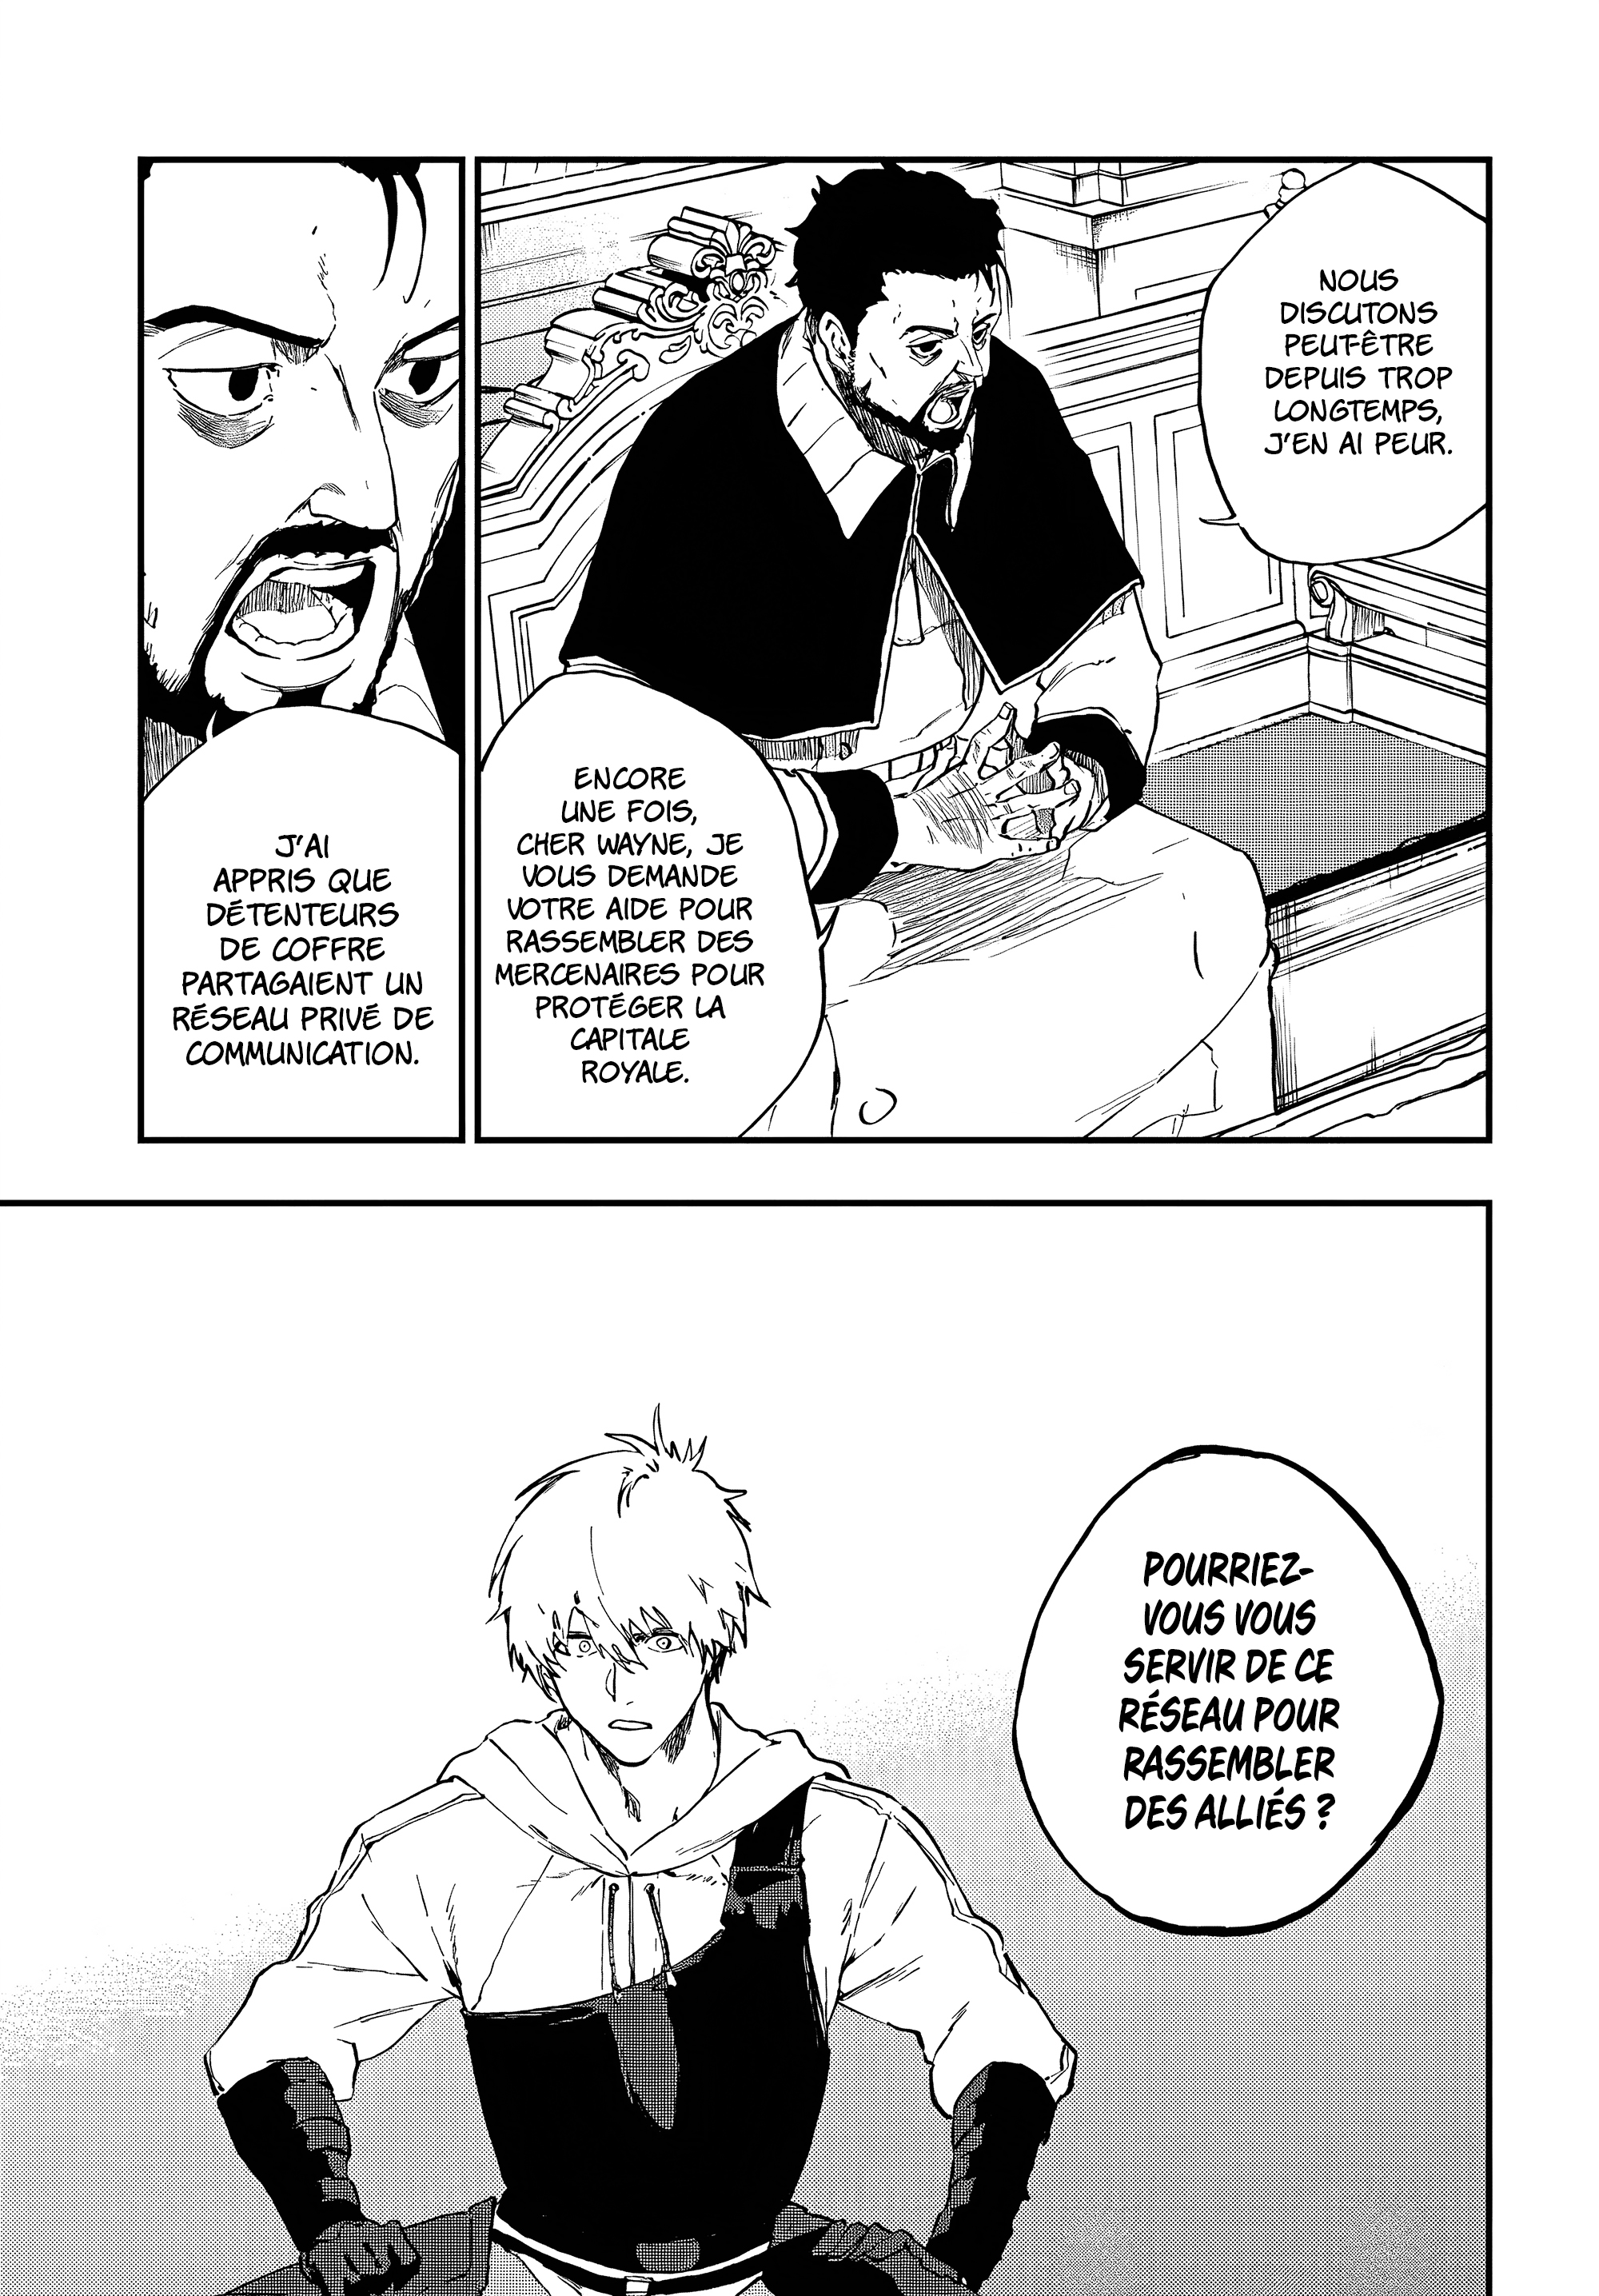 NOUS
DISCUTONS
PEUT-ÊTRE
DEPUIS TROP
LONGTEMPS,
J'EN AI PEUR.
ENCORE
UNE FOIS,
CHER WAYNE, JE
VOUS DEMANDE
VOTRE AIDE POUR
RASSEMBLER DES
MERCENAIRES POUR
PROTÉGER LA
CAPITALE
ROYALE.
J'AI
APPRIS QUE
DÉTENTEURS
DE COFFRE
PARTAGAIENT UN
RÉSEAU PRIVÉ DE
COMMUNICATION.
POURRIEZ-
VOUS VOUS
SERVIR DE CE
RÉSEAU POUR
RASSEMBLER
DES ALLIÉS ?